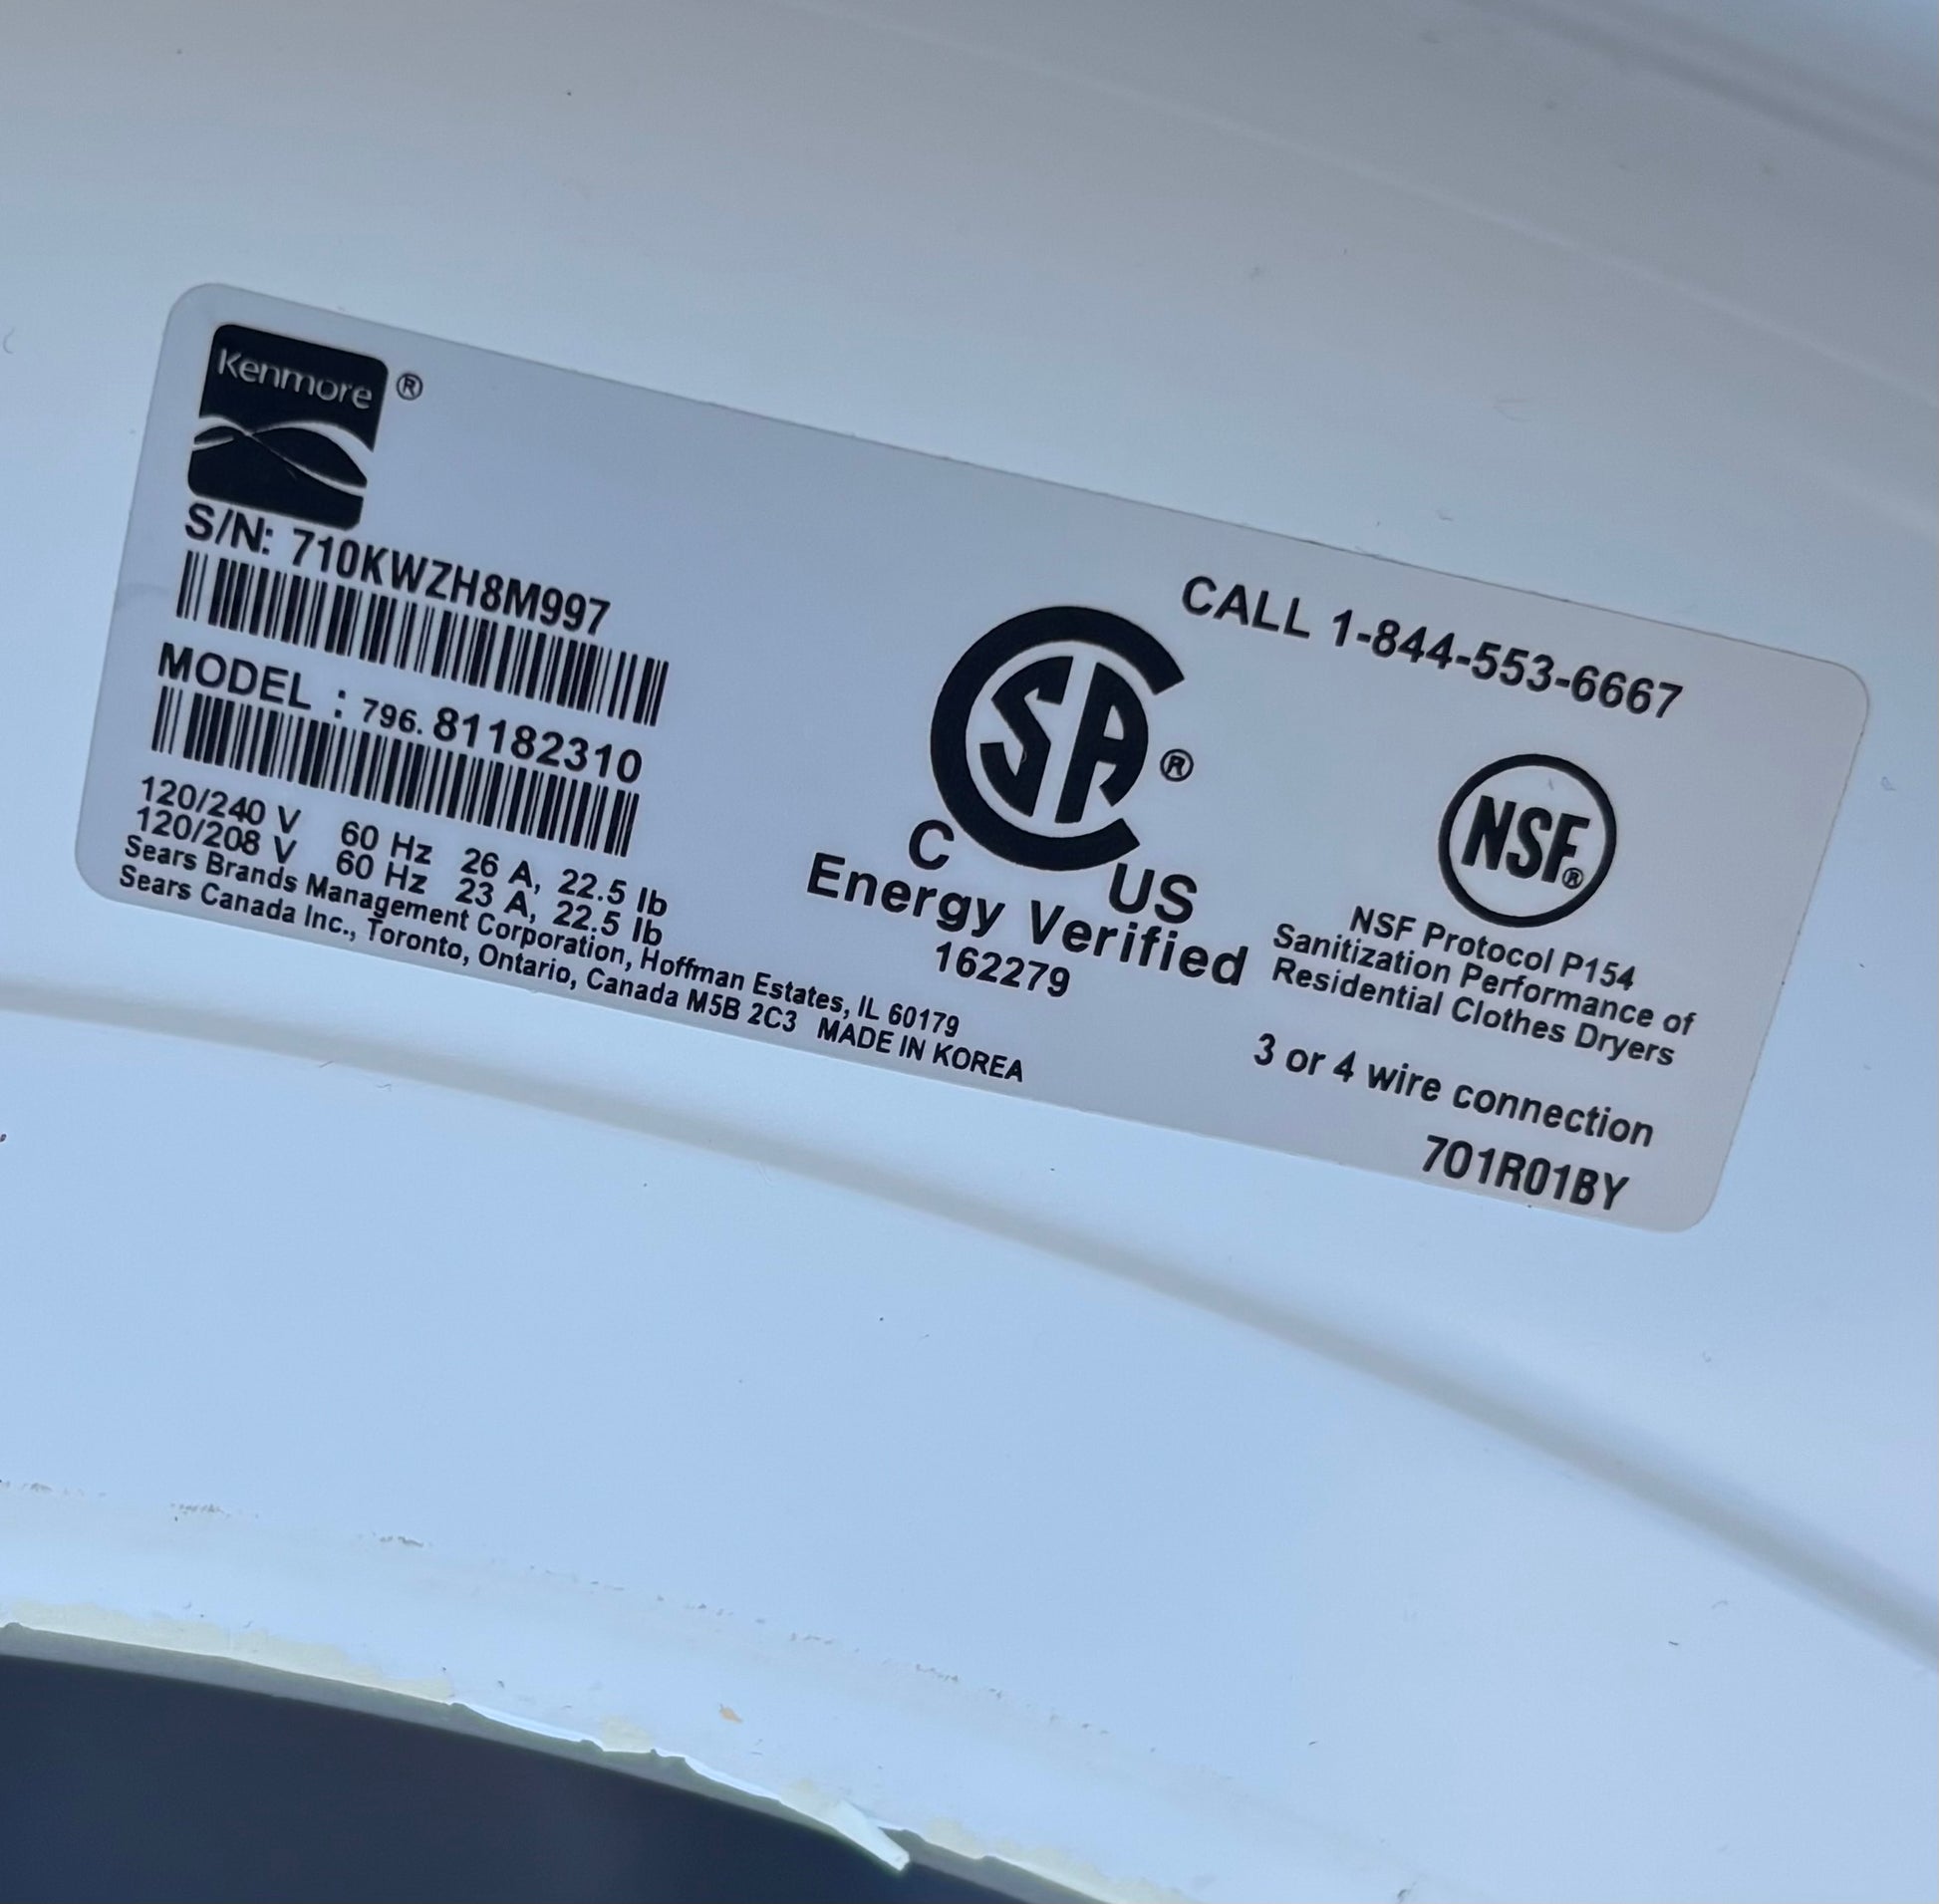 Kenmore ®
S/N: 710KWZH8M997
MODEL : 796. 81182310
120/240 V 60 Hz 26 A, 22.5 lb
120/208 V 60 Hz 23 A, 22.5 lb
Sears Brands Management Corporation, Hoffman Estates, IL 60179
Sears Canada Inc., Toronto, Ontario, Canada M5B 2C3 MADE IN KOREA
CSA ®
C US
Energy Verified
162279
CALL 1-844-553-6667
NSF®
NSF Protocol P154
Sanitization Performance of
Residential Clothes Dryers
3 or 4 wire connection
701R01BY